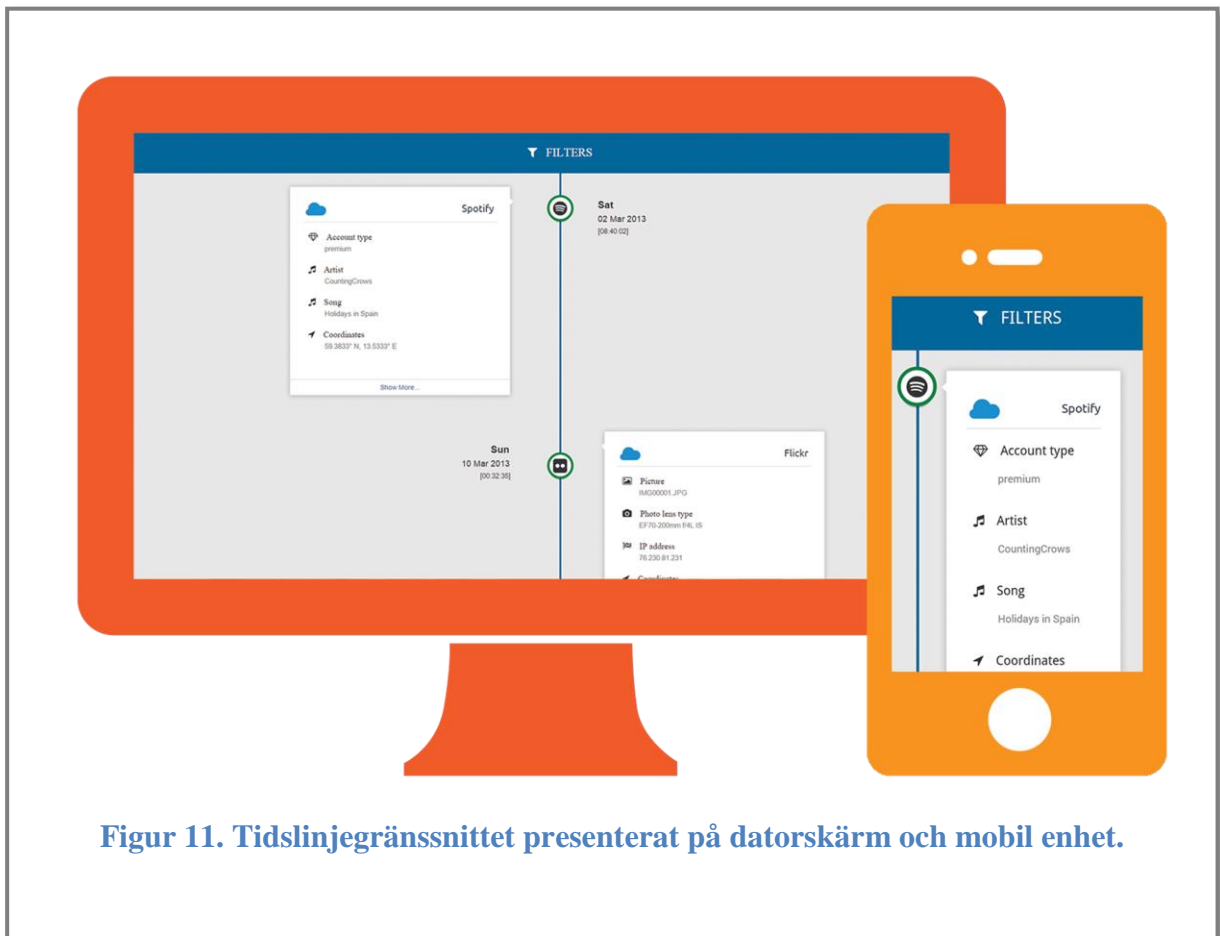 FILTERS
Spotify
Account type
premium
Artist
CountingCrows
Song
Holidays in Spain
Coordinates
59.3833° N, 13.5333° E
Show More...
Sat
02 Mar 2013
[08:40:02]
Sun
10 Mar 2013
[00:32:35]
Flickr
Picture
IMG00001.JPG
Photo lens type
EF70-200mm f/4L IS
IP address
76.230.81.231
Coordinates
FILTERS
Spotify
Account type
premium
Artist
CountingCrows
Song
Holidays in Spain
Coordinates
Figur 11. Tidslinjegränssnittet presenterat på datorskärm och mobil enhet.